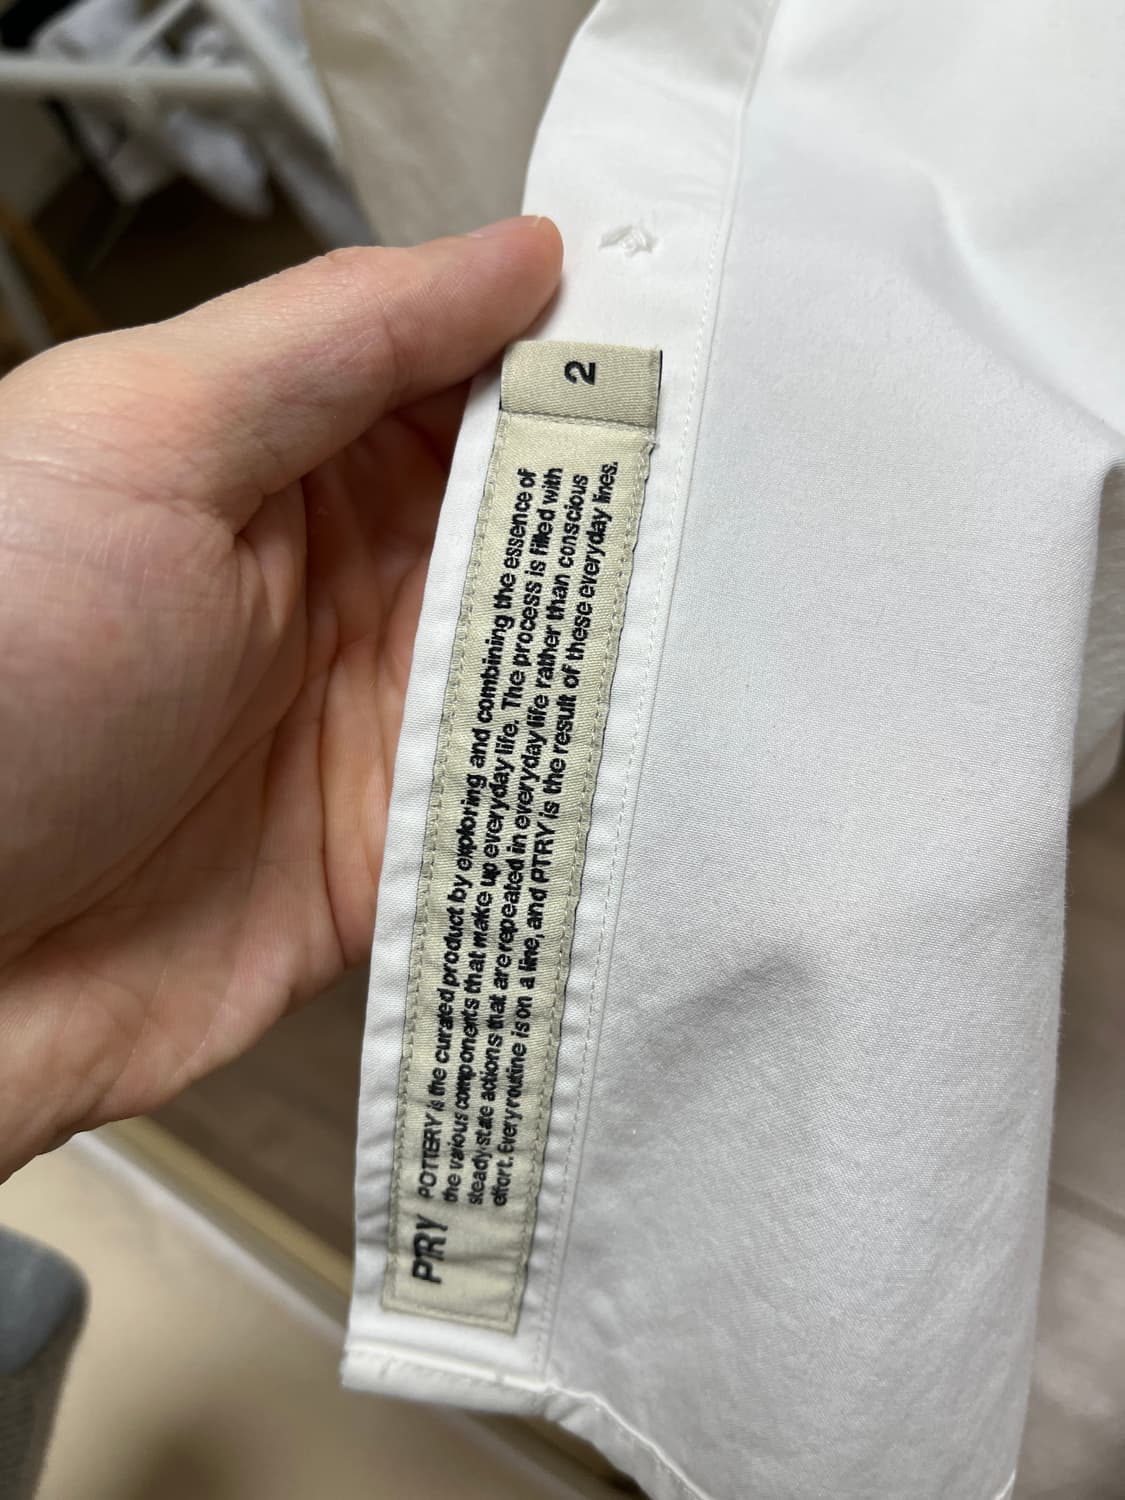 2
PTRY
POTTERY is the curated product by exploring and combining the essence of
the various components that make up everyday life. The process is filled with
steady state actions that are repeated in everyday life rather than conscious
effort. Every routine is on a line, and PTRY is the result of these everyday lines.